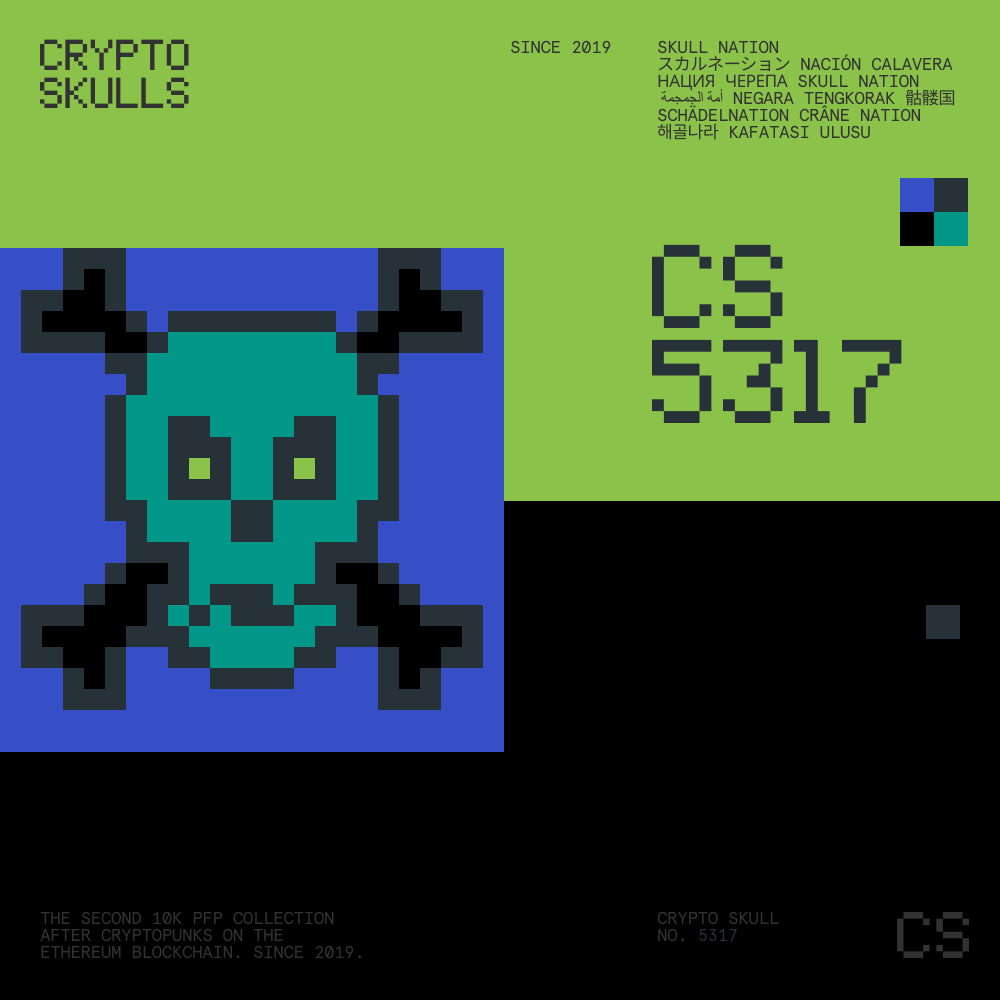 CRYPTO
SKULLS
SINCE 2019
SKULL NATION
スカルネーション NACIÓN CALAVERA
НАЦИЯ ЧЕРЕПА SKULL NATION
أمة الجمجمة NEGARA TENGKORAK 骷髅国
SCHÄDELNATION CRÂNE NATION
해골나라 KAFATASI ULUSU
CS
5317
THE SECOND 10K PFP COLLECTION
AFTER CRYPTOPUNKS ON THE
ETHEREUM BLOCKCHAIN. SINCE 2019.
CRYPTO SKULL
NO. 5317
CS